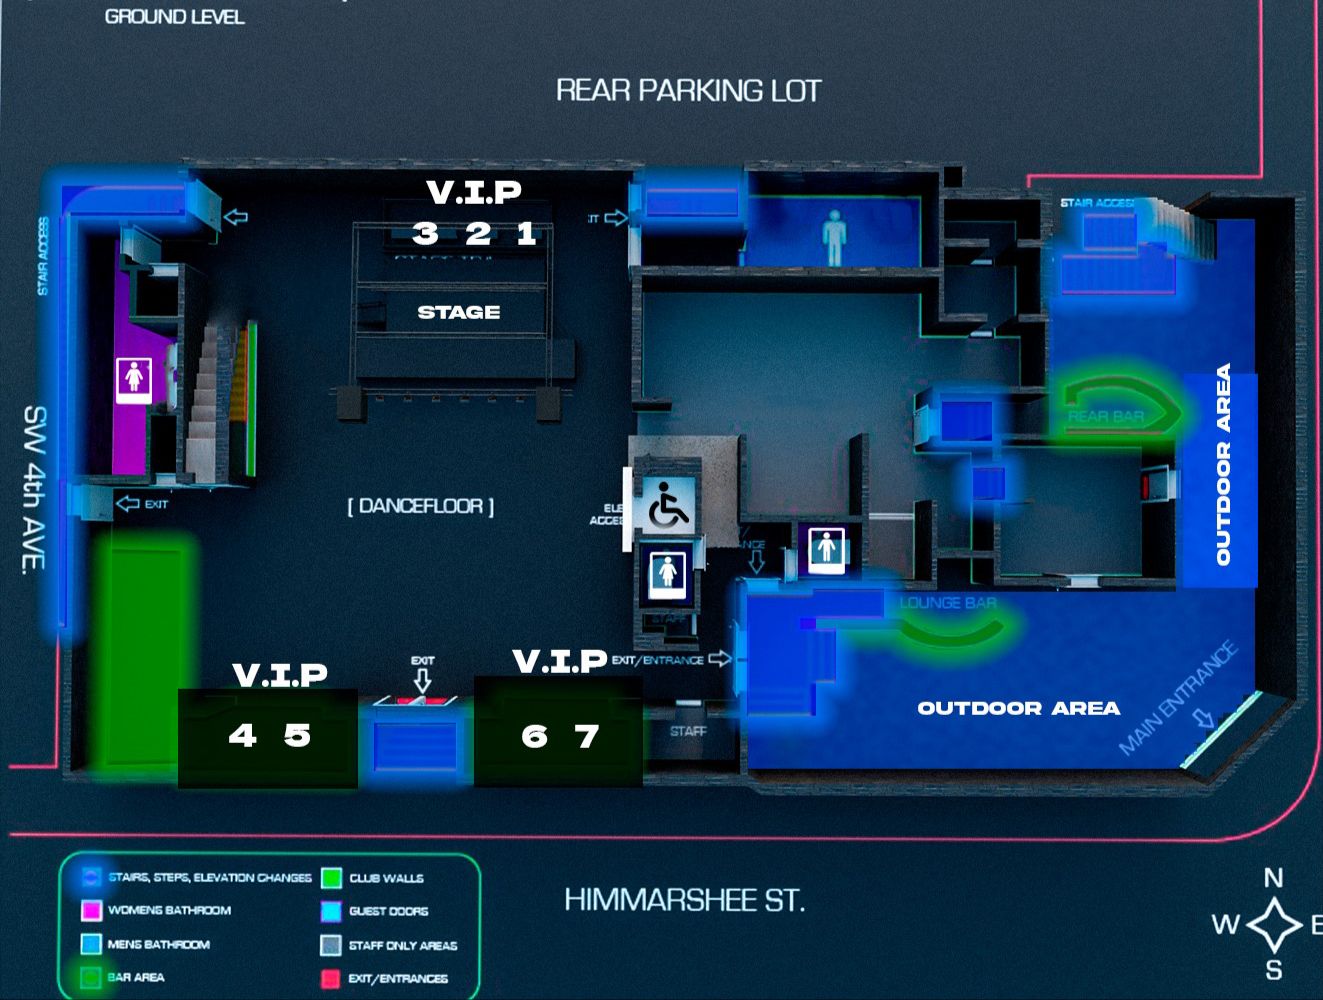 GROUND LEVEL
REAR PARKING LOT
V.I.P
3 2 1
STAGE
STAIR ACCESS
STAIR ACCESS
REAR BAR
OUTDOOR AREA
SW 4th AVE.
EXIT
[ DANCEFLOOR ]
LOUNGE BAR
V.I.P
4 5
EXIT
V.I.P
6 7
EXIT/ENTRANCE
STAFF
OUTDOOR AREA
MAIN ENTRANCE
HIMMARSHEE ST.
STAIRS, STEPS, ELEVATION CHANGES
WOMENS BATHROOM
MENS BATHROOM
BAR AREA
CLUB WALLS
GUEST DOORS
STAFF ONLY AREAS
EXIT/ENTRANCES
N
W E
S